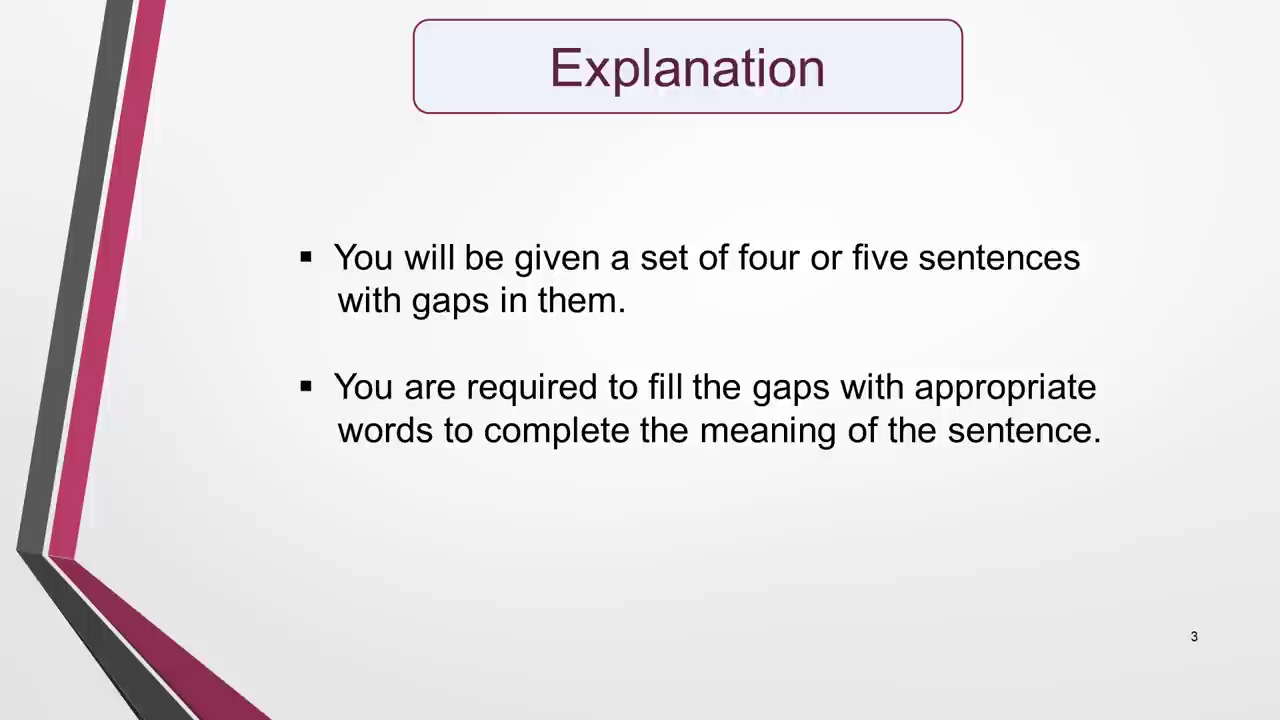 Explanation
▪ You will be given a set of four or five sentences
with gaps in them.
▪ You are required to fill the gaps with appropriate
words to complete the meaning of the sentence.
3